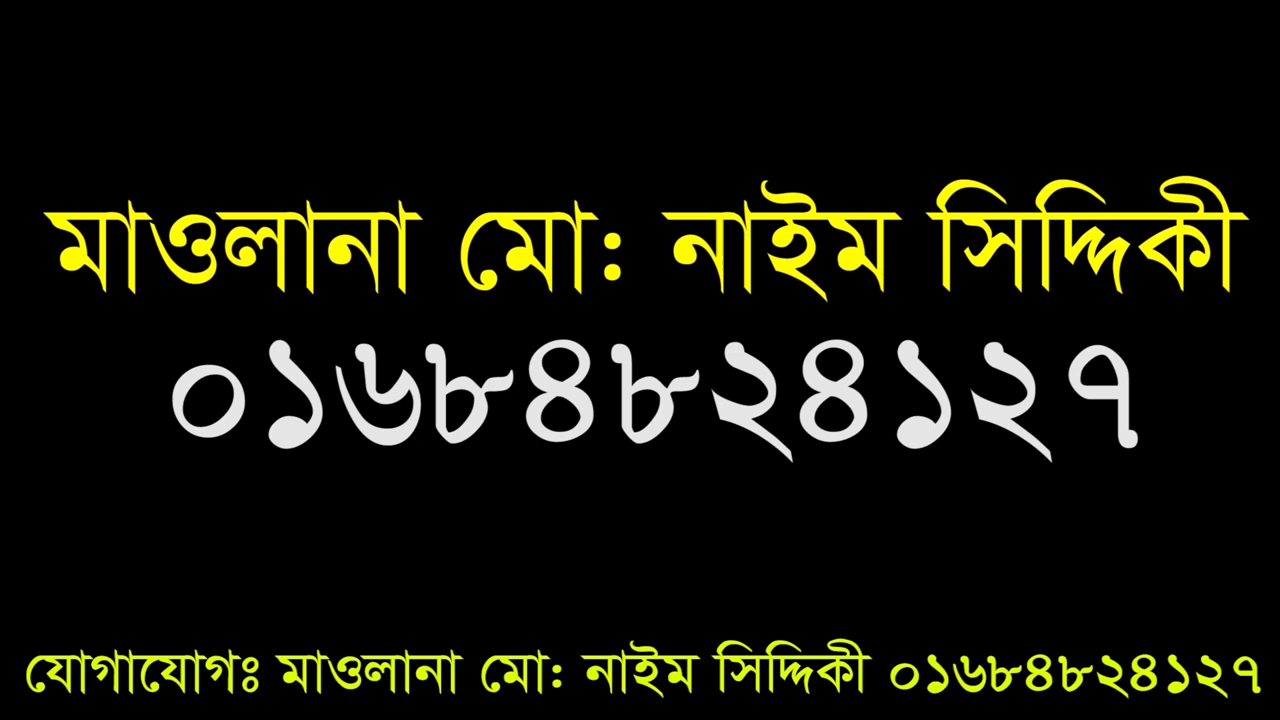 মাওলানা মো: নাইম সিদ্দিকী
০১৬৮৪৮২৪১২৭
যোগাযোগঃ মাওলানা মো: নাইম সিদ্দিকী ০১৬৮৪৮২৪১২৭